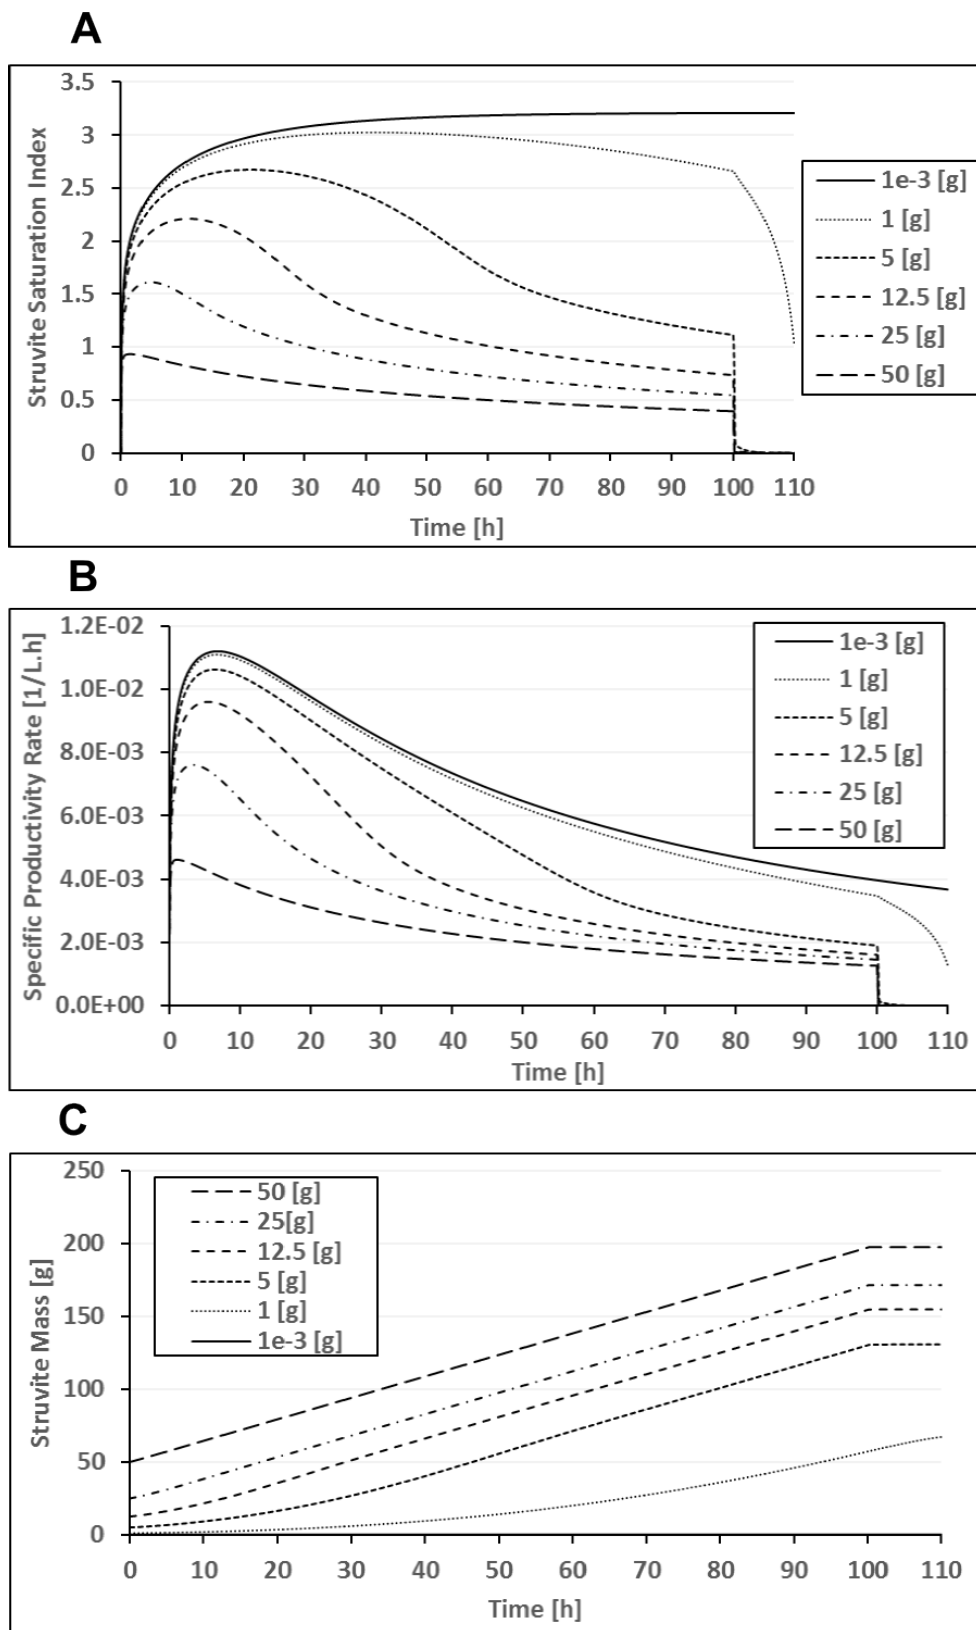 A
3.5
3
2.5
2
1.5
1
0.5
0
Struvite Saturation Index
0 10 20 30 40 50 60 70 80 90 100 110
Time [h]
1e-3 [g]
1 [g]
5 [g]
12.5 [g]
25 [g]
50 [g]
B
1.2E-02
1.0E-02
8.0E-03
6.0E-03
4.0E-03
2.0E-03
0.0E+00
Specific Productivity Rate [1/L.h]
0 10 20 30 40 50 60 70 80 90 100 110
Time [h]
1e-3 [g]
1 [g]
5 [g]
12.5 [g]
25 [g]
50 [g]
C
250
200
150
100
50
0
Struvite Mass [g]
0 10 20 30 40 50 60 70 80 90 100 110
Time [h]
50 [g]
25[g]
12.5 [g]
5 [g]
1 [g]
1e-3 [g]